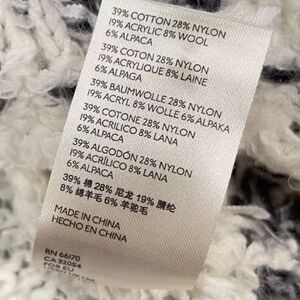 39% COTTON 28% NYLON
19% ACRYLIC 8% WOOL
6% ALPACA
39% COTON 28% NYLON
19% ACRYLIQUE 8% LAINE
6% ALPAGA
39% BAUMWOLLE 28% NYLON
19% ACRYL 8% WOLLE 6% ALPAKA
39% COTONE 28% NYLON
19% ACRILICO 8% LANA
6% ALPACA
39% ALGODÓN 28% NYLON
19% ACRÍLICO 8% LANA
6% ALPACA
39% 棉 28% 尼龙 19% 腈纶
8% 绵羊毛 6% 羊驼毛
MADE IN CHINA
HECHO EN CHINA
RN 66170
CA 32054
FOR EU